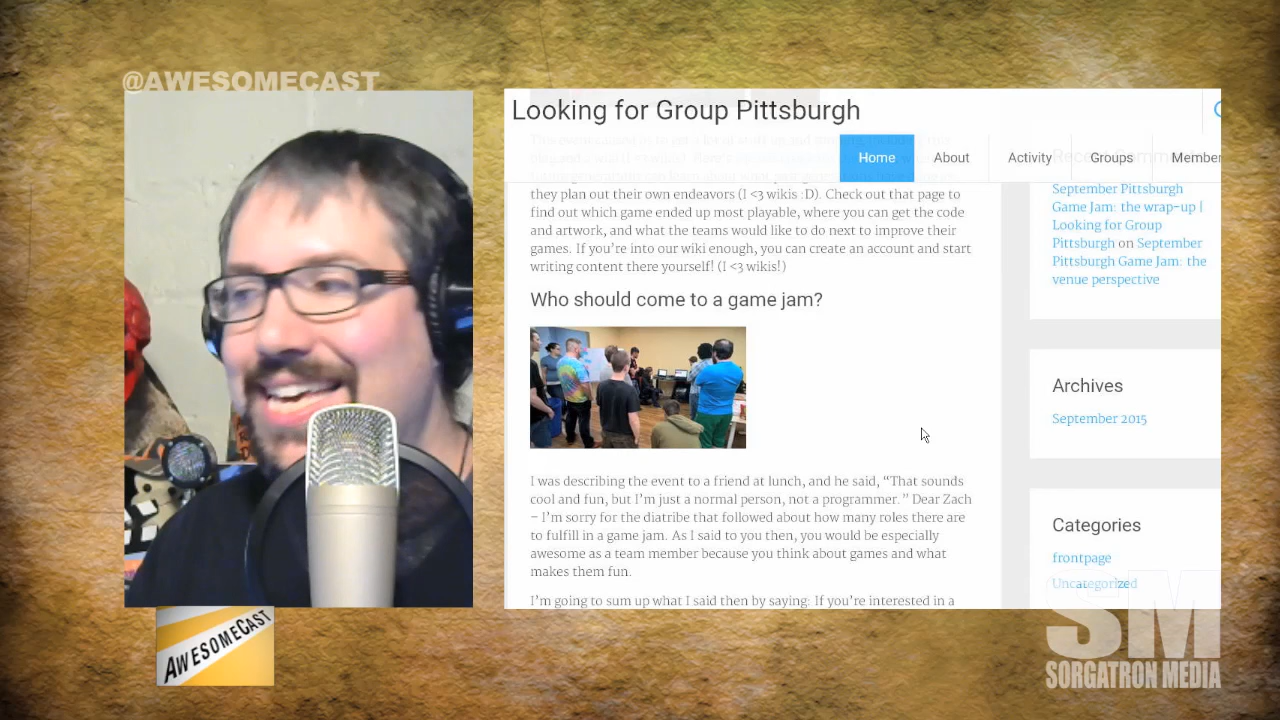 @AWESOMECAST
Looking for Group Pittsburgh
Home
About
Activity
Groups
Member
they plan out their own endeavors (I <3 wikis :D). Check out that page to
find out which game ended up most playable, where you can get the code
and artwork, and what the teams would like to do next to improve their
games. If you're into our wiki enough, you can create an account and start
writing content there yourself! (I <3 wikis!)
Who should come to a game jam?
I was describing the event to a friend at lunch, and he said, “That sounds
cool and fun, but I'm just a normal person, not a programmer.” Dear Zach
– I'm sorry for the diatribe that followed about how many roles there are
to fulfill in a game jam. As I said to you then, you would be especially
awesome as a team member because you think about games and what
makes them fun.
I'm going to sum up what I said then by saying: If you're interested in a
September Pittsburgh
Game Jam: the wrap-up |
Looking for Group
Pittsburgh on September
Pittsburgh Game Jam: the
venue perspective
Archives
September 2015
Categories
frontpage
Uncategorized
AWESOMECAST
SM
SORGATRON MEDIA